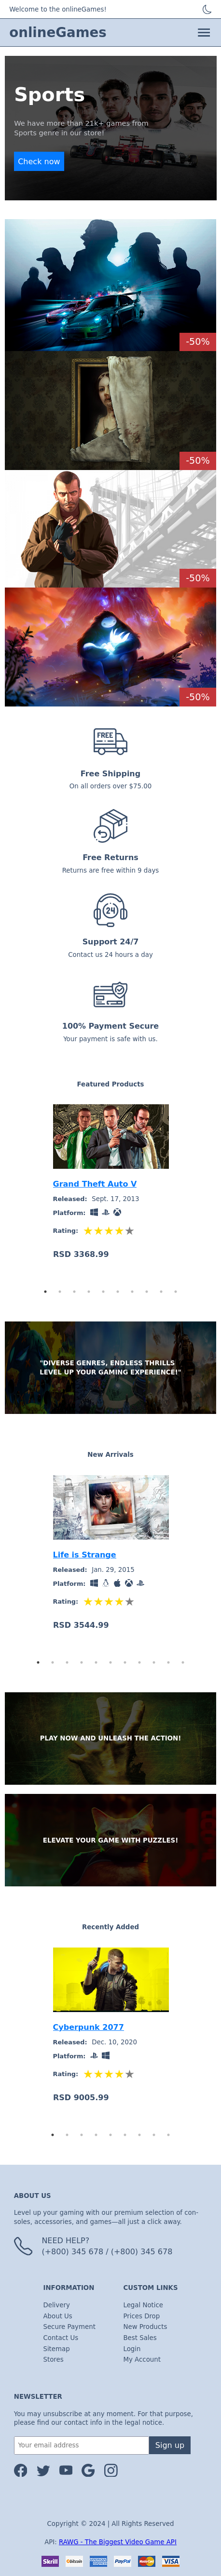 Welcome to the onlineGames!
onlineGames
Sports
We have more than 21k+ games from
Sports genre in our store!
Check now
-50%
-50%
-50%
-50%
FREE
Free Shipping
On all orders over $75.00
Free Returns
Returns are free within 9 days
24
Support 24/7
Contact us 24 hours a day
100% Payment Secure
Your payment is safe with us.
Featured Products
Grand Theft Auto V
Released: Sept. 17, 2013
Platform:
Rating:
RSD 3368.99
"DIVERSE GENRES, ENDLESS THRILLS
LEVEL UP YOUR GAMING EXPERIENCE!"
New Arrivals
Life is Strange
Released: Jan. 29, 2015
Platform:
Rating:
RSD 3544.99
PLAY NOW AND UNLEASH THE ACTION!
ELEVATE YOUR GAME WITH PUZZLES!
Recently Added
Cyberpunk 2077
Released: Dec. 10, 2020
Platform:
Rating:
RSD 9005.99
ABOUT US
Level up your gaming with our premium selection of con-
soles, accessories, and games—all just a click away.
NEED HELP?
(+800) 345 678 / (+800) 345 678
INFORMATION
Delivery
About Us
Secure Payment
Contact Us
Sitemap
Stores
CUSTOM LINKS
Legal Notice
Prices Drop
New Products
Best Sales
Login
My Account
NEWSLETTER
You may unsubscribe at any moment. For that purpose,
please find our contact info in the legal notice.
Your email address
Sign up
Copyright © 2024 | All Rights Reserved
API: RAWG - The Biggest Video Game API
Skrill bitcoin PayPal MasterCard VISA